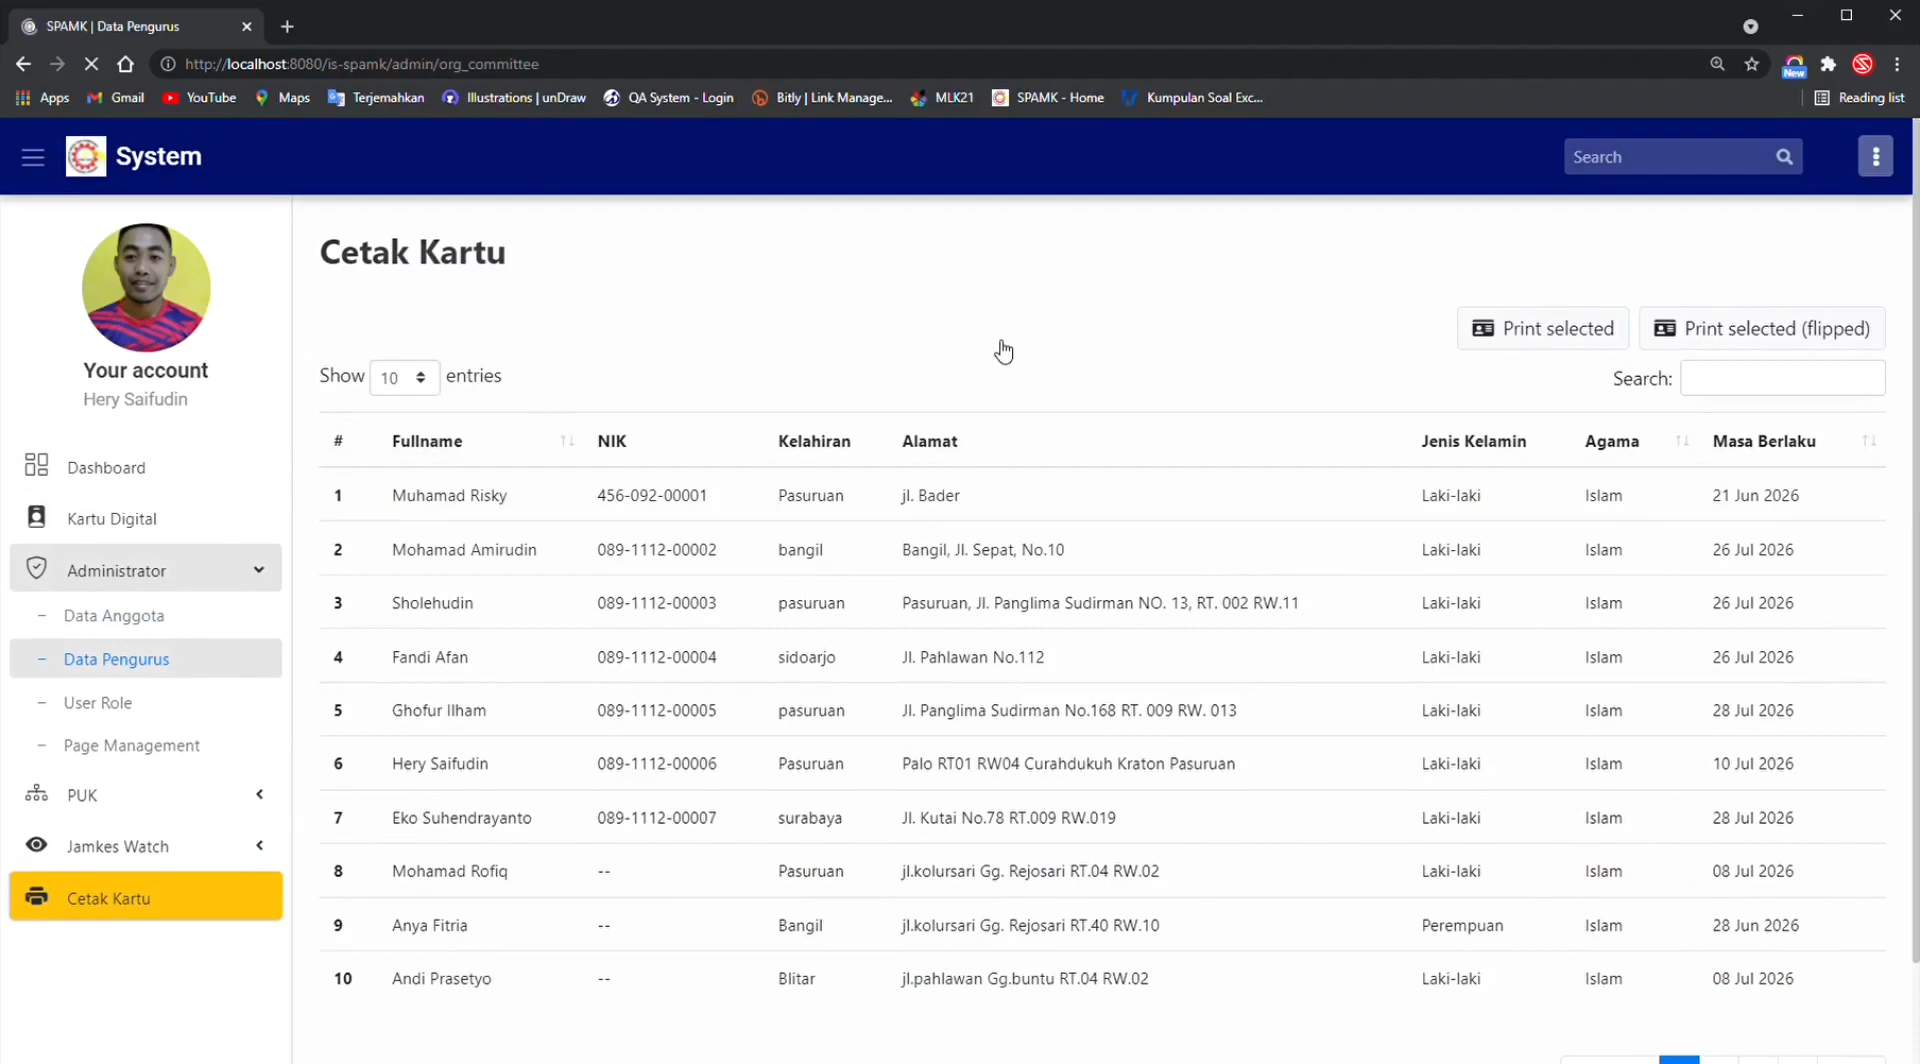 SPAMK | Data Pengurus
http://localhost:8080/is-spamk/admin/org_committee
New
Apps Gmail YouTube Maps Terjemahkan Illustrations | unDraw QA System - Login Bitly | Link Manage... MLK21 SPAMK - Home Kumpulan Soal Exc... Reading list
System Search
Cetak Kartu
Print selected Print selected (flipped)
Your account
Hery Saifudin
Show 10 entries Search:
# Fullname NIK Kelahiran Alamat Jenis Kelamin Agama Masa Berlaku
1 Muhamad Risky 456-092-00001 Pasuruan jl. Bader Laki-laki Islam 21 Jun 2026
2 Mohamad Amirudin 089-1112-00002 bangil Bangil, Jl. Sepat, No.10 Laki-laki Islam 26 Jul 2026
3 Sholehudin 089-1112-00003 pasuruan Pasuruan, Jl. Panglima Sudirman NO. 13, RT. 002 RW.11 Laki-laki Islam 26 Jul 2026
4 Fandi Afan 089-1112-00004 sidoarjo Jl. Pahlawan No.112 Laki-laki Islam 26 Jul 2026
5 Ghofur Ilham 089-1112-00005 pasuruan Jl. Panglima Sudirman No.168 RT. 009 RW. 013 Laki-laki Islam 28 Jul 2026
6 Hery Saifudin 089-1112-00006 Pasuruan Palo RT01 RW04 Curahdukuh Kraton Pasuruan Laki-laki Islam 10 Jul 2026
7 Eko Suhendrayanto 089-1112-00007 surabaya Jl. Kutai No.78 RT.009 RW.019 Laki-laki Islam 28 Jul 2026
8 Mohamad Rofiq -- Pasuruan jl.kolursari Gg. Rejosari RT.04 RW.02 Laki-laki Islam 08 Jul 2026
9 Anya Fitria -- Bangil jl.kolursari Gg. Rejosari RT.40 RW.10 Perempuan Islam 28 Jun 2026
10 Andi Prasetyo -- Blitar jl.pahlawan Gg.buntu RT.04 RW.02 Laki-laki Islam 08 Jul 2026
Dashboard
Kartu Digital
Administrator
– Data Anggota
– Data Pengurus
– User Role
– Page Management
PUK
Jamkes Watch
Cetak Kartu